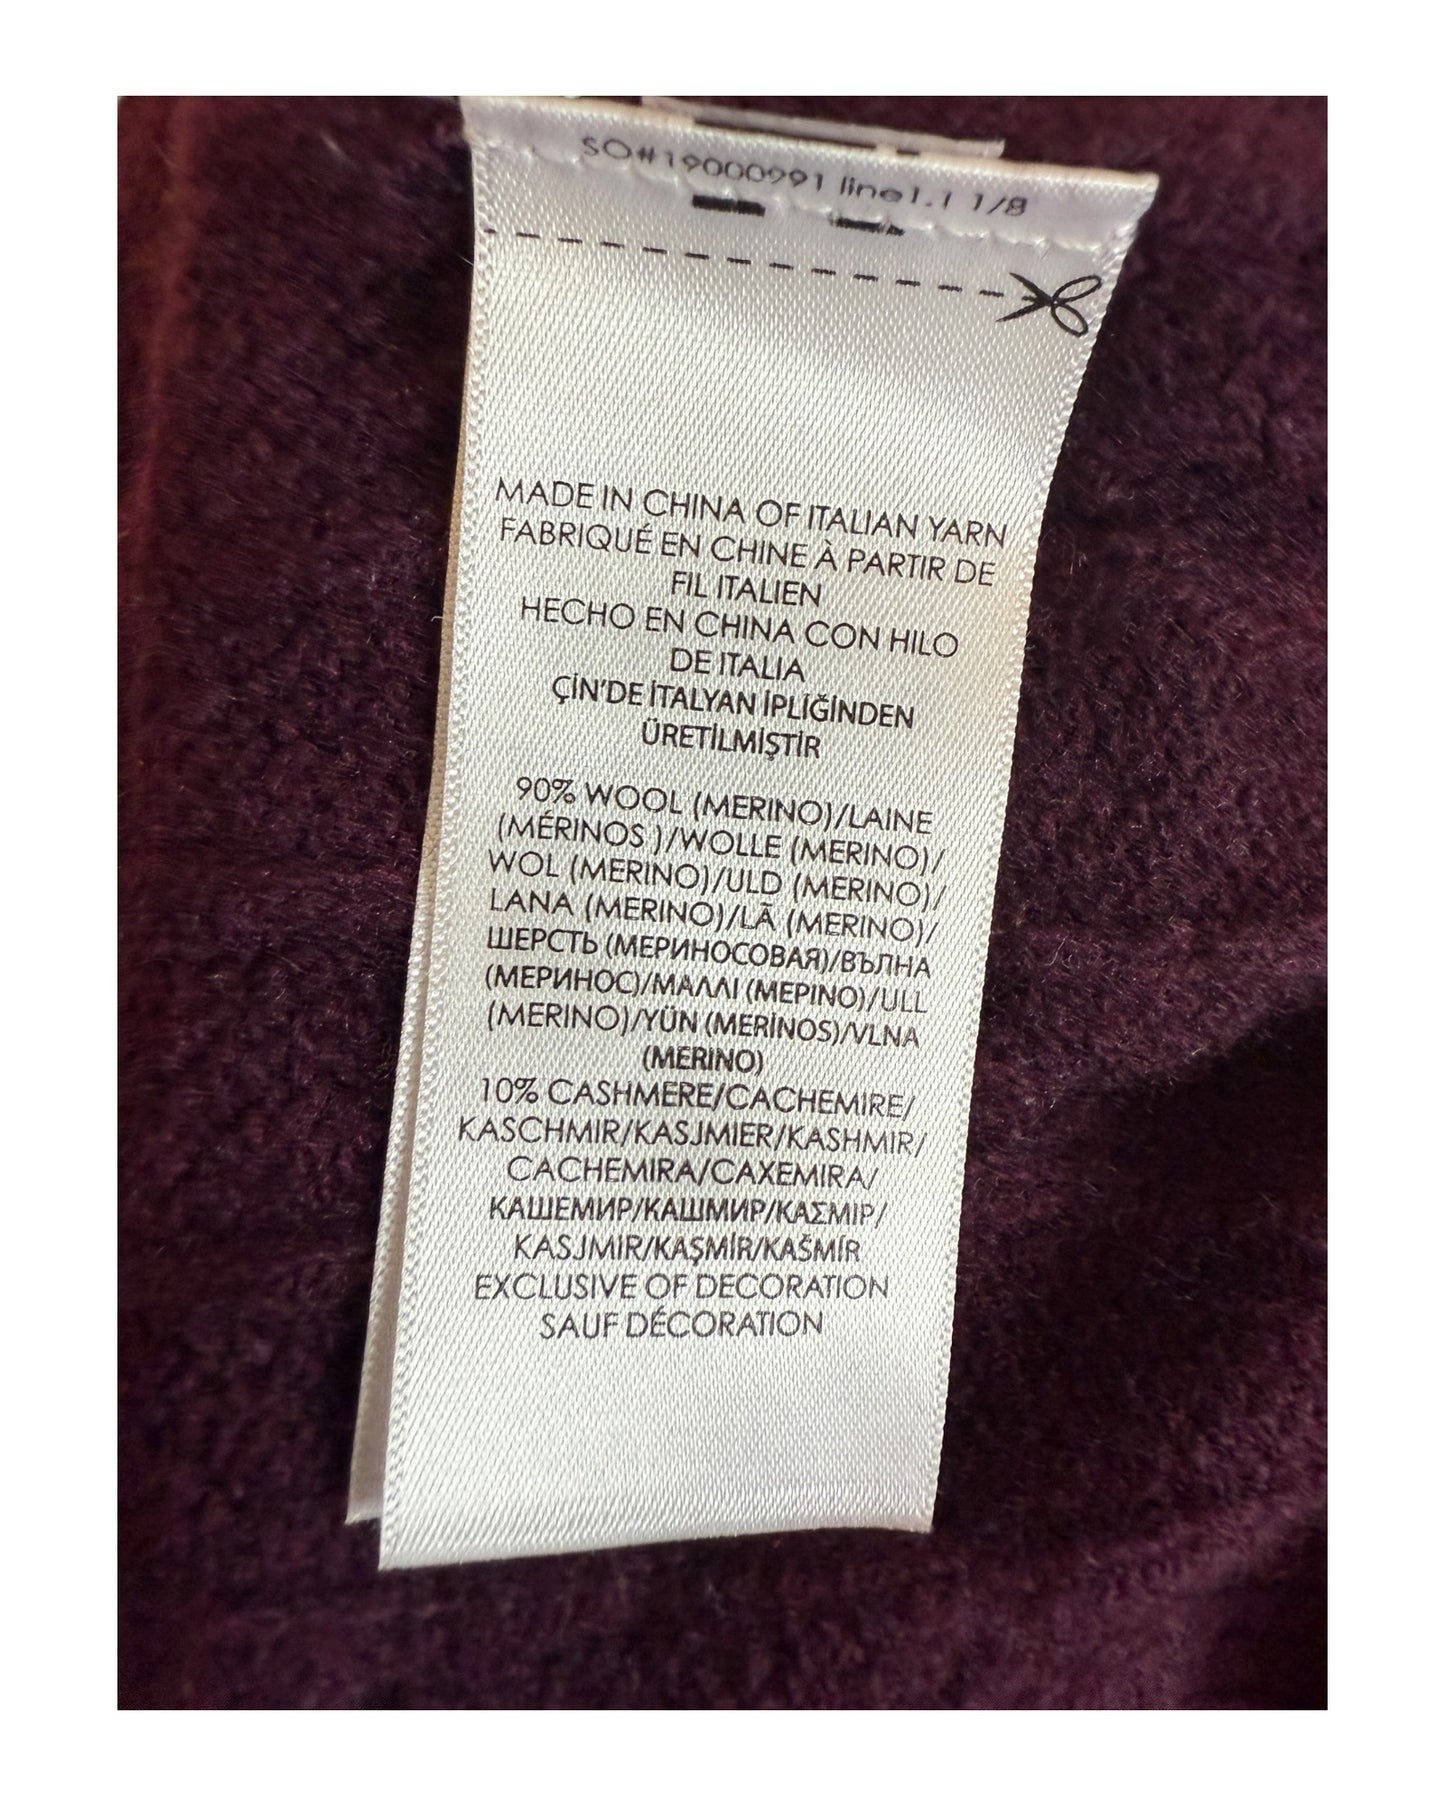 SO#19000991 line1.1 1/8
MADE IN CHINA OF ITALIAN YARN
FABRIQUÉ EN CHINE À PARTIR DE
FIL ITALIEN
HECHO EN CHINA CON HILO
DE ITALIA
ÇİN'DE İTALYAN İPLİĞİNDEN
ÜRETİLMİŞTİR
90% WOOL (MERINO)/LAINE
(MÉRINOS )/WOLLE (MERINO)/
WOL (MERINO)/ULD (MERINO)/
LANA (MERINO)/LÃ (MERINO)/
ШЕРСТЬ (МЕРИНОСОВАЯ)/ВЪЛНА
(МЕРИНОС)/ΜΑΛΛΙ (ΜΕΡΙΝΟ)/ULL
(MERINO)/YÜN (MERİNOS)/VLNA
(MERINO)
10% CASHMERE/CACHEMIRE/
KASCHMIR/KASJMIER/KASHMIR/
CACHEMIRA/CAXEMIRA/
КАШЕМИР/КАШМИР/ΚΑΣΜΙΡ/
KASJMIR/KAŞMİR/KAŠMÍR
EXCLUSIVE OF DECORATION
SAUF DÉCORATION